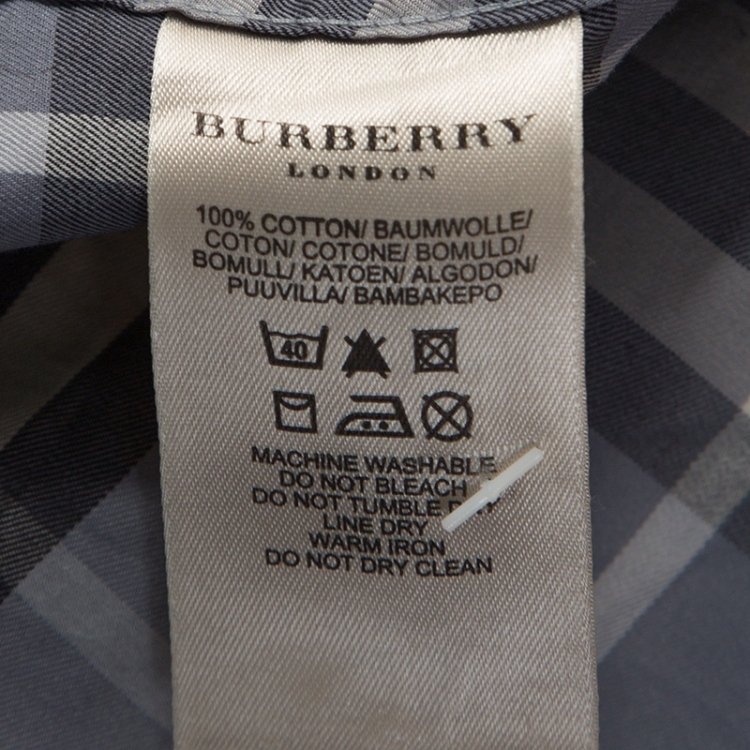 BURBERRY
LONDON
100% COTTON/ BAUMWOLLE/
COTON/ COTONE/ BOMULD/
BOMULL/ KATOEN/ ALGODON/
PUUVILLA/ BAMBAKEPO
40
MACHINE WASHABLE
DO NOT BLEACH
DO NOT TUMBLE DRY
LINE DRY
WARM IRON
DO NOT DRY CLEAN